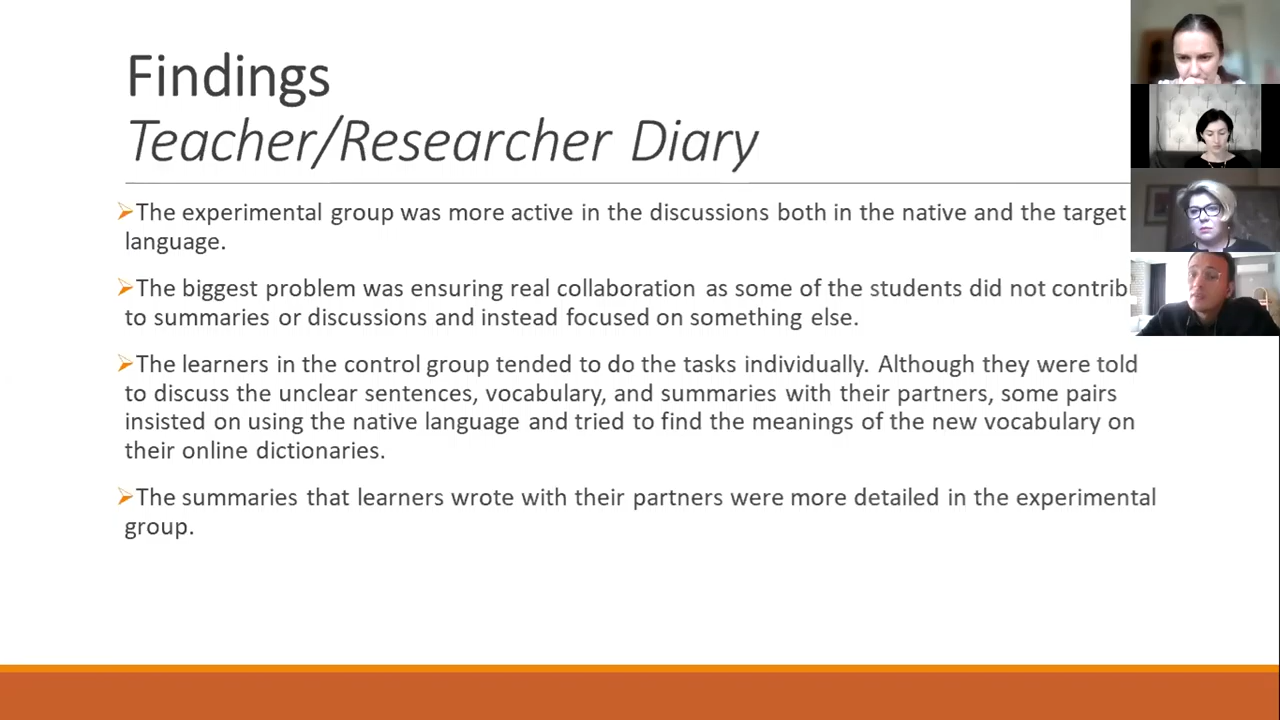 Findings
Teacher/Researcher Diary
The experimental group was more active in the discussions both in the native and the target
language.
The biggest problem was ensuring real collaboration as some of the students did not contrib
to summaries or discussions and instead focused on something else.
The learners in the control group tended to do the tasks individually. Although they were told
to discuss the unclear sentences, vocabulary, and summaries with their partners, some pairs
insisted on using the native language and tried to find the meanings of the new vocabulary on
their online dictionaries.
The summaries that learners wrote with their partners were more detailed in the experimental
group.